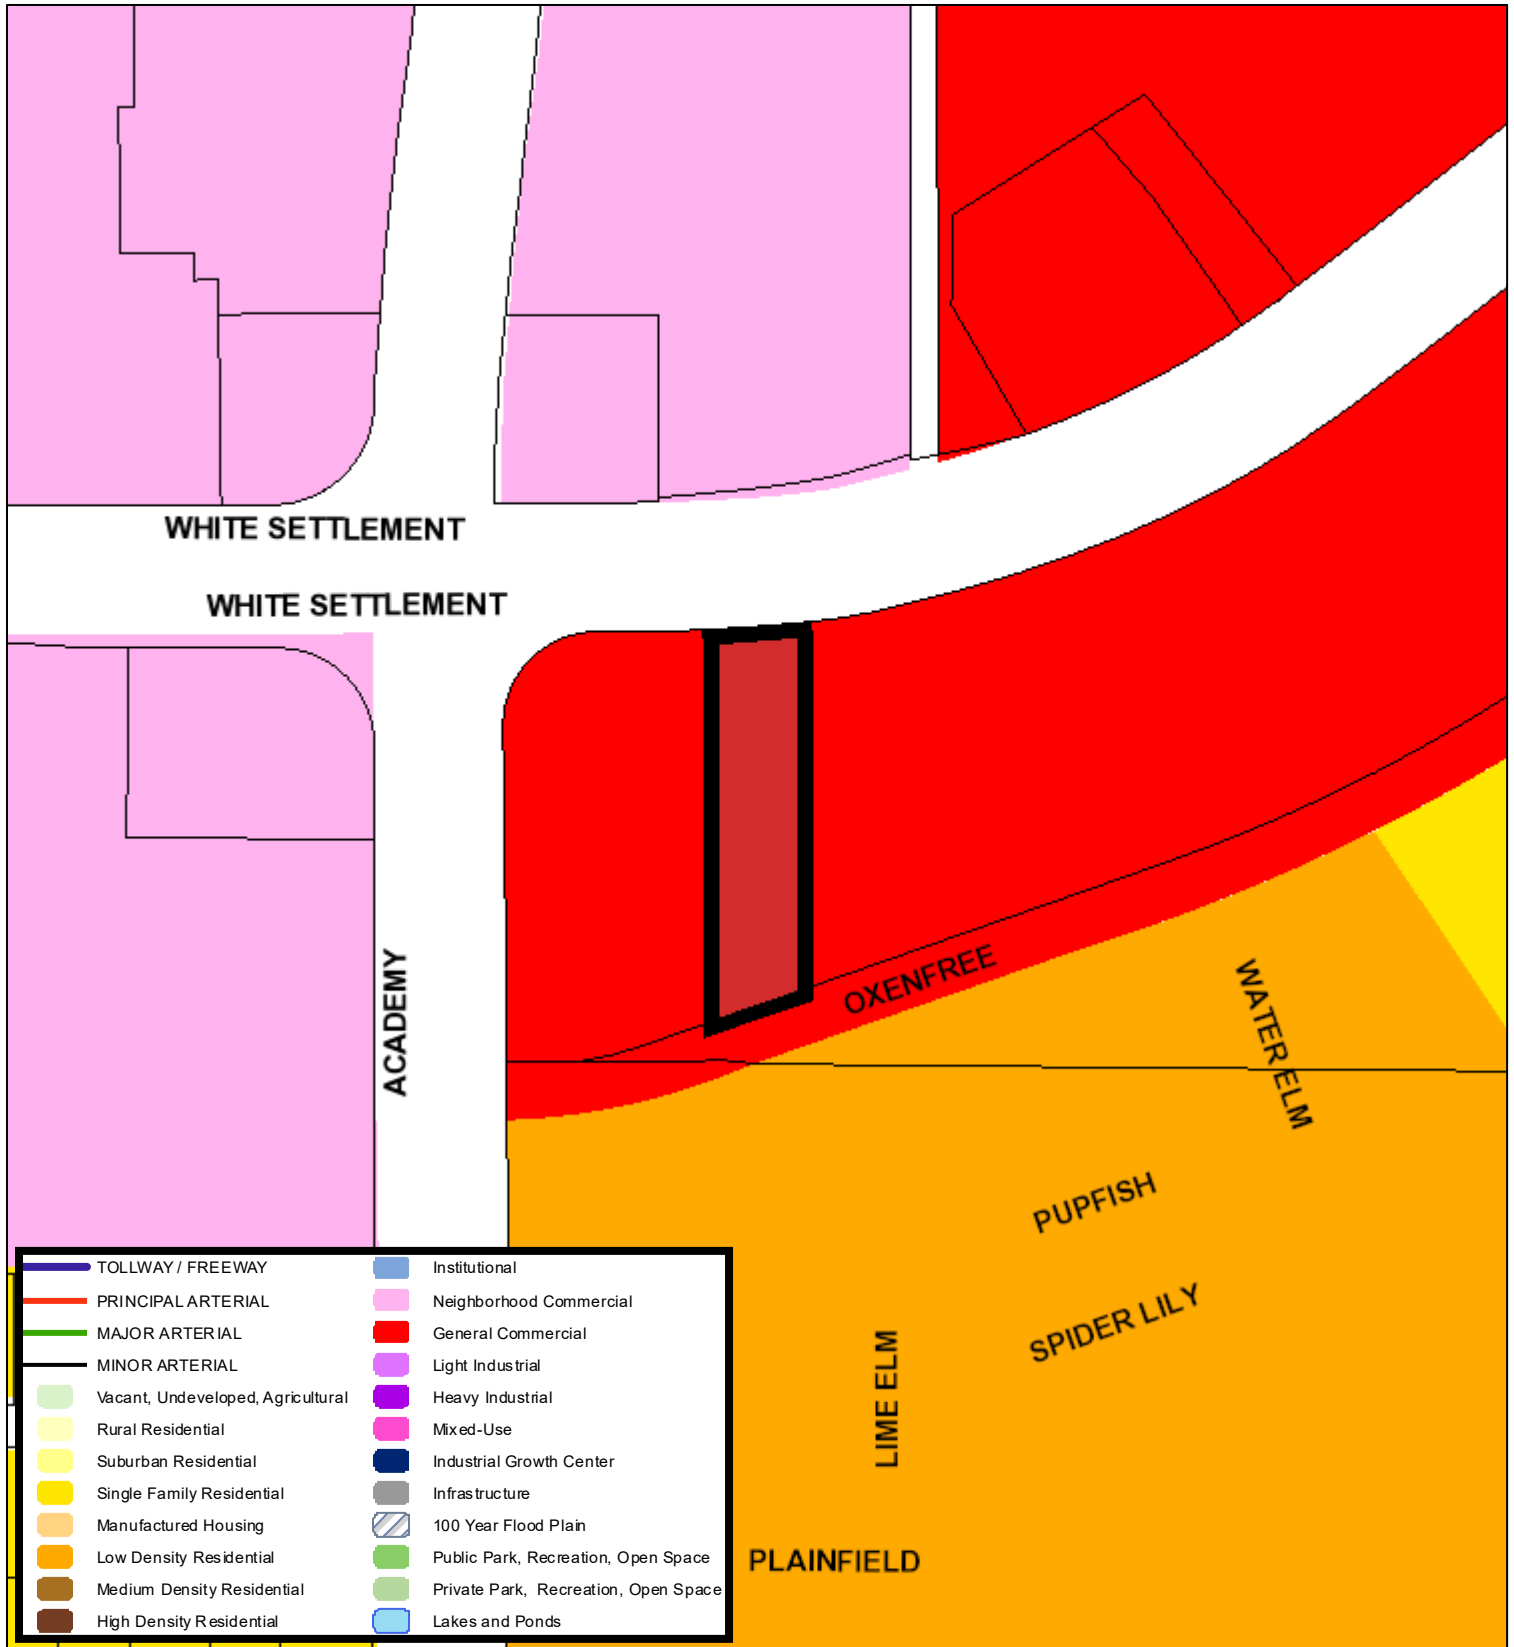 WHITE SETTLEMENT
WHITE SETTLEMENT
ACADEMY
OXENFREE
WATER ELM
PUPFISH
SPIDER LILY
LIME ELM
PLAINFIELD
TOLLWAY / FREEWAY
PRINCIPAL ARTERIAL
MAJOR ARTERIAL
MINOR ARTERIAL
Vacant, Undeveloped, Agricultural
Rural Residential
Suburban Residential
Single Family Residential
Manufactured Housing
Low Density Residential
Medium Density Residential
High Density Residential
Institutional
Neighborhood Commercial
General Commercial
Light Industrial
Heavy Industrial
Mixed-Use
Industrial Growth Center
Infrastructure
100 Year Flood Plain
Public Park, Recreation, Open Space
Private Park, Recreation, Open Space
Lakes and Ponds